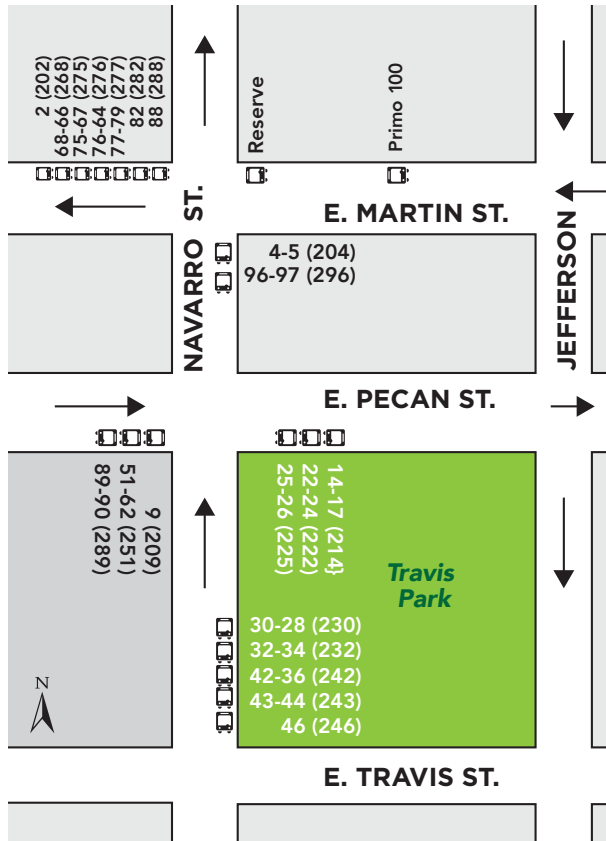 2 (202)
68-66 (268)
75-67 (275)
76-64 (276)
77-79 (277)
82 (282)
88 (288)
Reserve
Primo 100
NAVARRO ST.
E. MARTIN ST.
JEFFERSON
4-5 (204)
96-97 (296)
E. PECAN ST.
89-90 (289)
51-62 (251)
9 (209)
25-26 (225)
22-24 (222)
14-17 (214}
Travis
Park
30-28 (230)
32-34 (232)
42-36 (242)
43-44 (243)
46 (246)
N
E. TRAVIS ST.